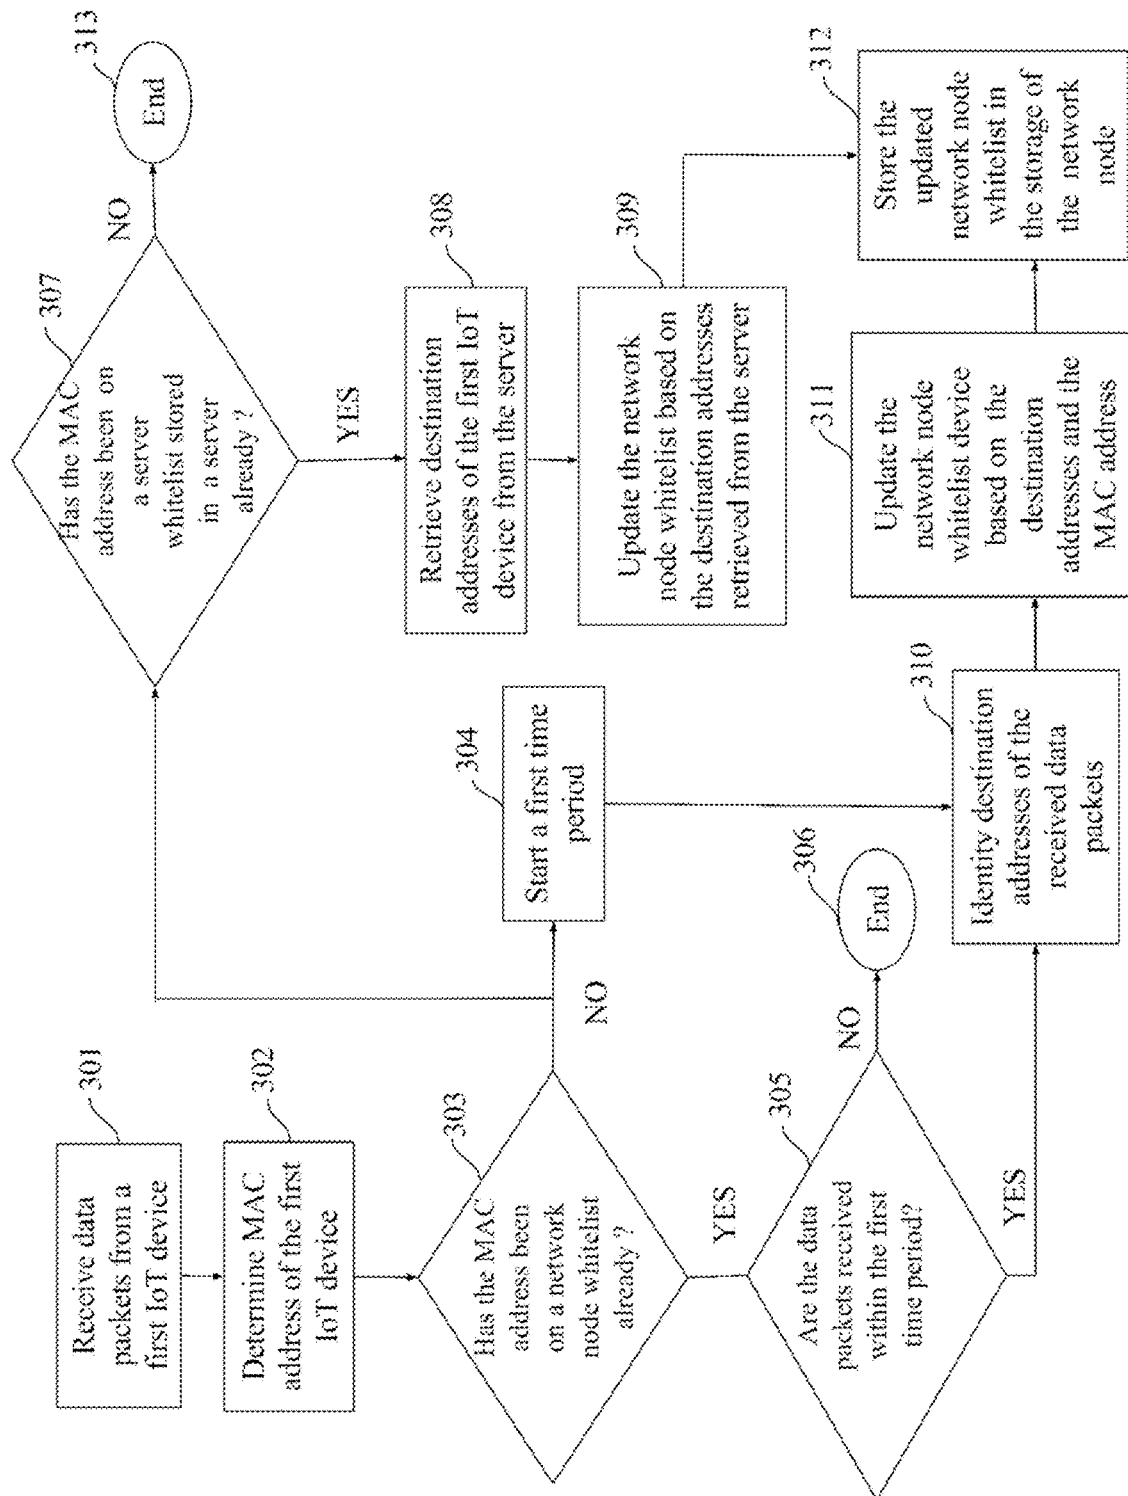 301
Receive data
packets from a
first IoT device
302
Determine MAC
address of the first
IoT device
303
Has the MAC
address been
on a network
node whitelist
already ?
NO
YES
304
Start a first time
period
305
Are the data
packets received
within the first
time period?
NO
YES
306
End
307
Has the MAC
address been on
a server
whitelist stored
in a server
already ?
NO
YES
313
End
308
Retrieve destination
addresses of the first IoT
device from the server
309
Update the network
node whitelist based on
the destination addresses
retrieved from the server
310
Identity destination
addresses of the
received data
packets
311
Update the
network node
whitelist device
based on the
destination
addresses and the
MAC address
312
Store the
updated
network node
whitelist in
the storage of
the network
node